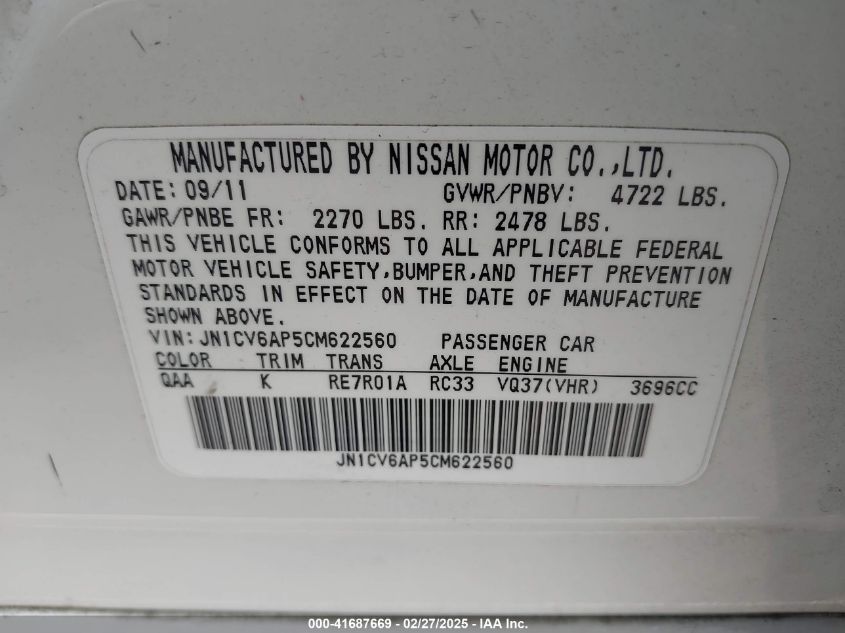 MANUFACTURED BY NISSAN MOTOR CO.,LTD.
DATE: 09/11 GVWR/PNBV: 4722 LBS.
GAWR/PNBE FR: 2270 LBS. RR: 2478 LBS.
THIS VEHICLE CONFORMS TO ALL APPLICABLE FEDERAL
MOTOR VEHICLE SAFETY,BUMPER,AND THEFT PREVENTION
STANDARDS IN EFFECT ON THE DATE OF MANUFACTURE
SHOWN ABOVE.
VIN: JN1CV6AP5CM622560 PASSENGER CAR
COLOR TRIM TRANS AXLE ENGINE
QAA K RE7R01A RC33 VQ37(VHR) 3696CC
JN1CV6AP5CM622560
000-41687669 - 02/27/2025 - IAA Inc.